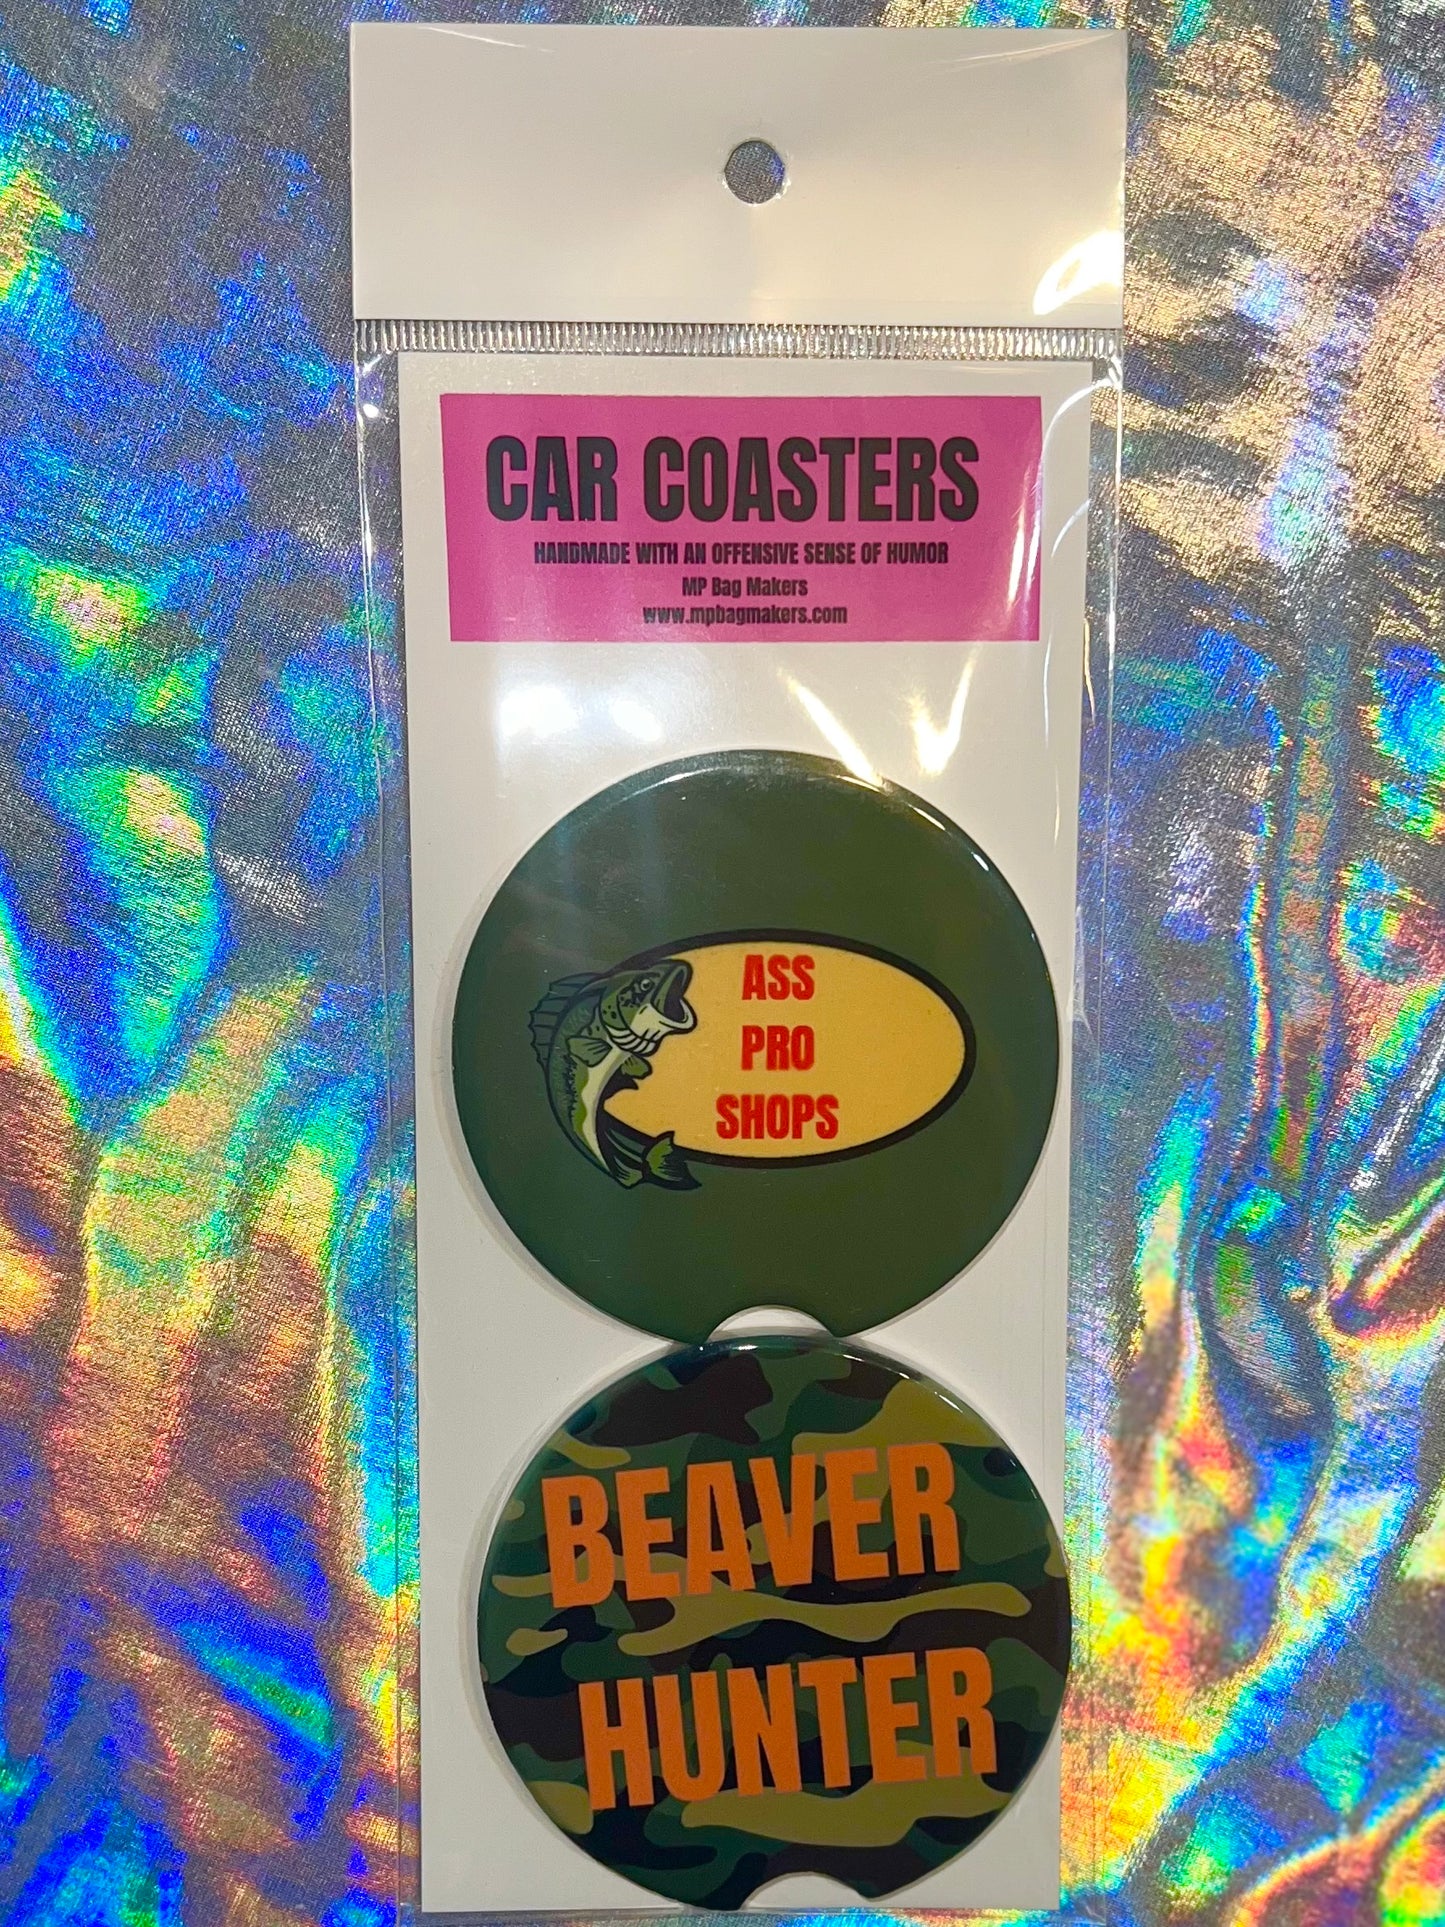 CAR COASTERS
HANDMADE WITH AN OFFENSIVE SENSE OF HUMOR
MP Bag Makers
www.mpbagmakers.com
ASS
PRO
SHOPS
BEAVER
HUNTER